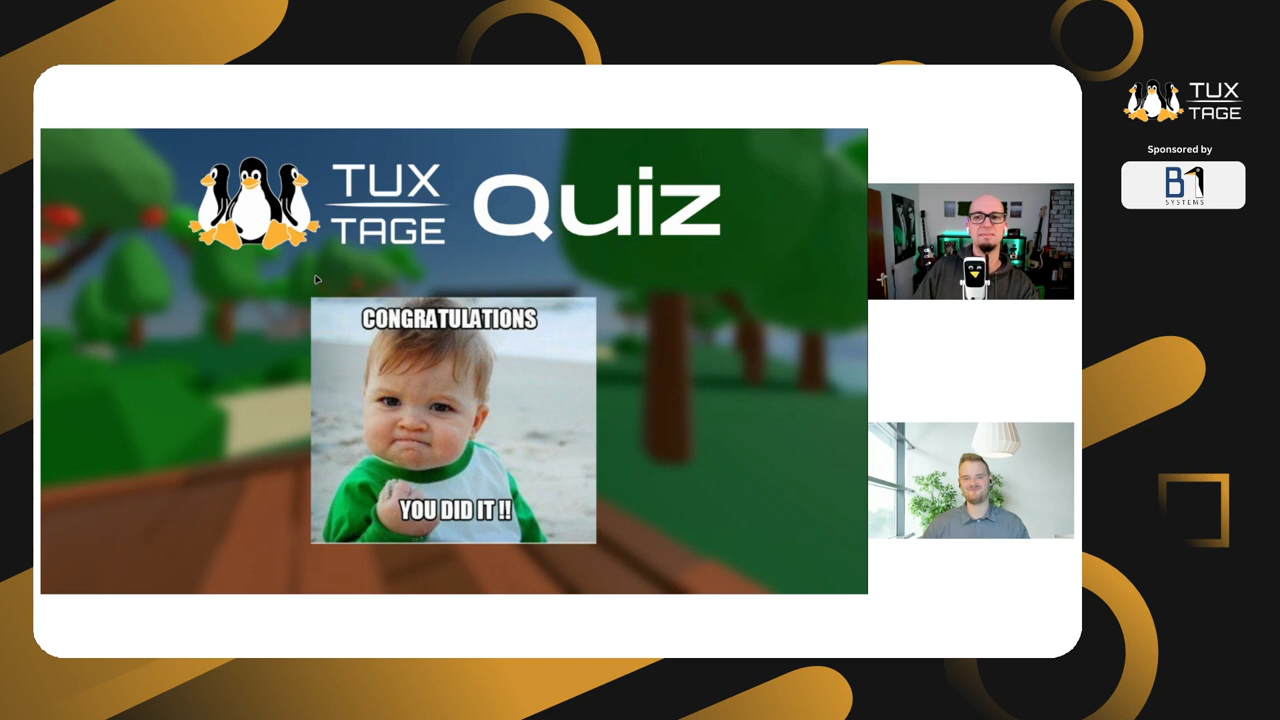 TUX
TAGE
Quiz
CONGRATULATIONS
YOU DID IT !!
TUX
TAGE
Sponsored by
B1
SYSTEMS